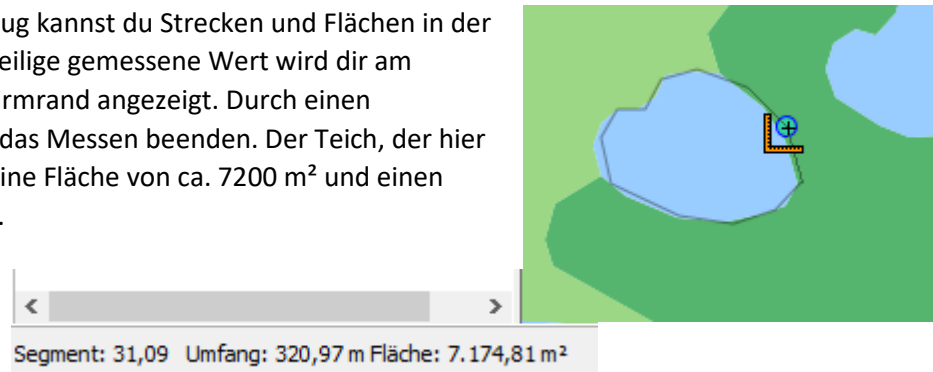 ug kannst du Strecken und Flächen in der
eilige gemessene Wert wird dir am
rmrand angezeigt. Durch einen
das Messen beenden. Der Teich, der hier
ine Fläche von ca. 7200 m² und einen
.
Segment: 31,09 Umfang: 320,97 m Fläche: 7.174,81 m²